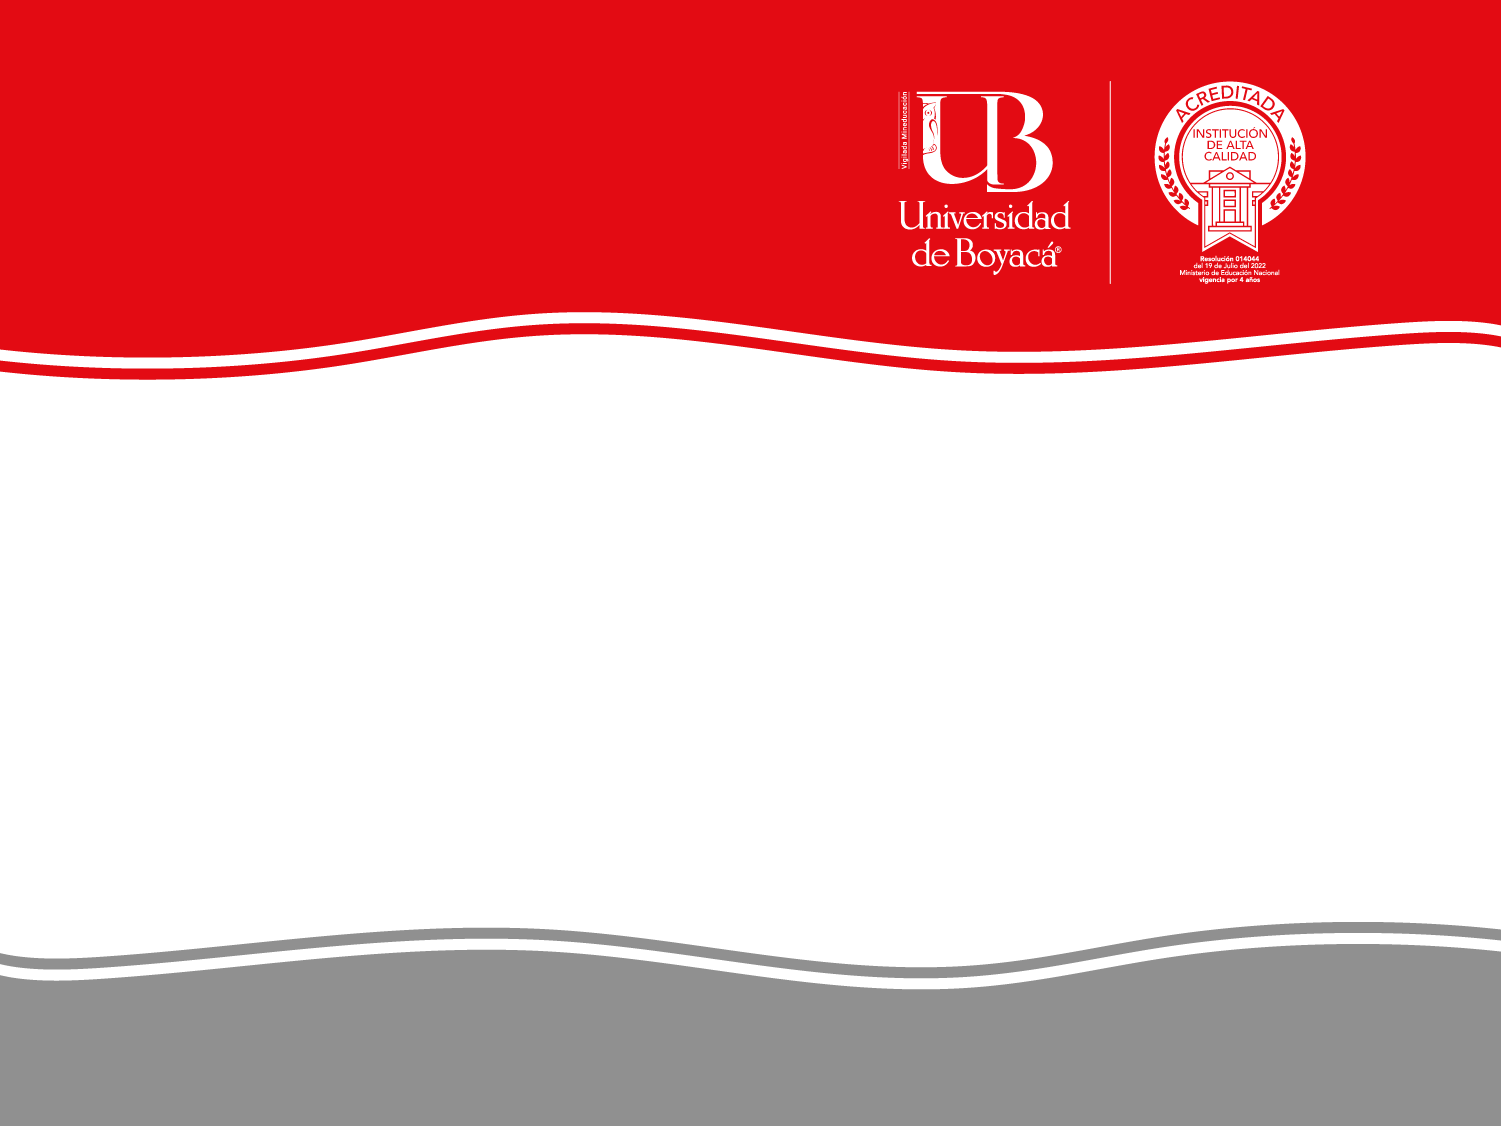 Vigilada Mineducación
UB
Universidad
de Boyacá®
ACREDITADA
INSTITUCIÓN
DE ALTA
CALIDAD
Resolución 014044
del 19 de Julio del 2022
Ministerio de Educación Nacional
vigencia por 4 años